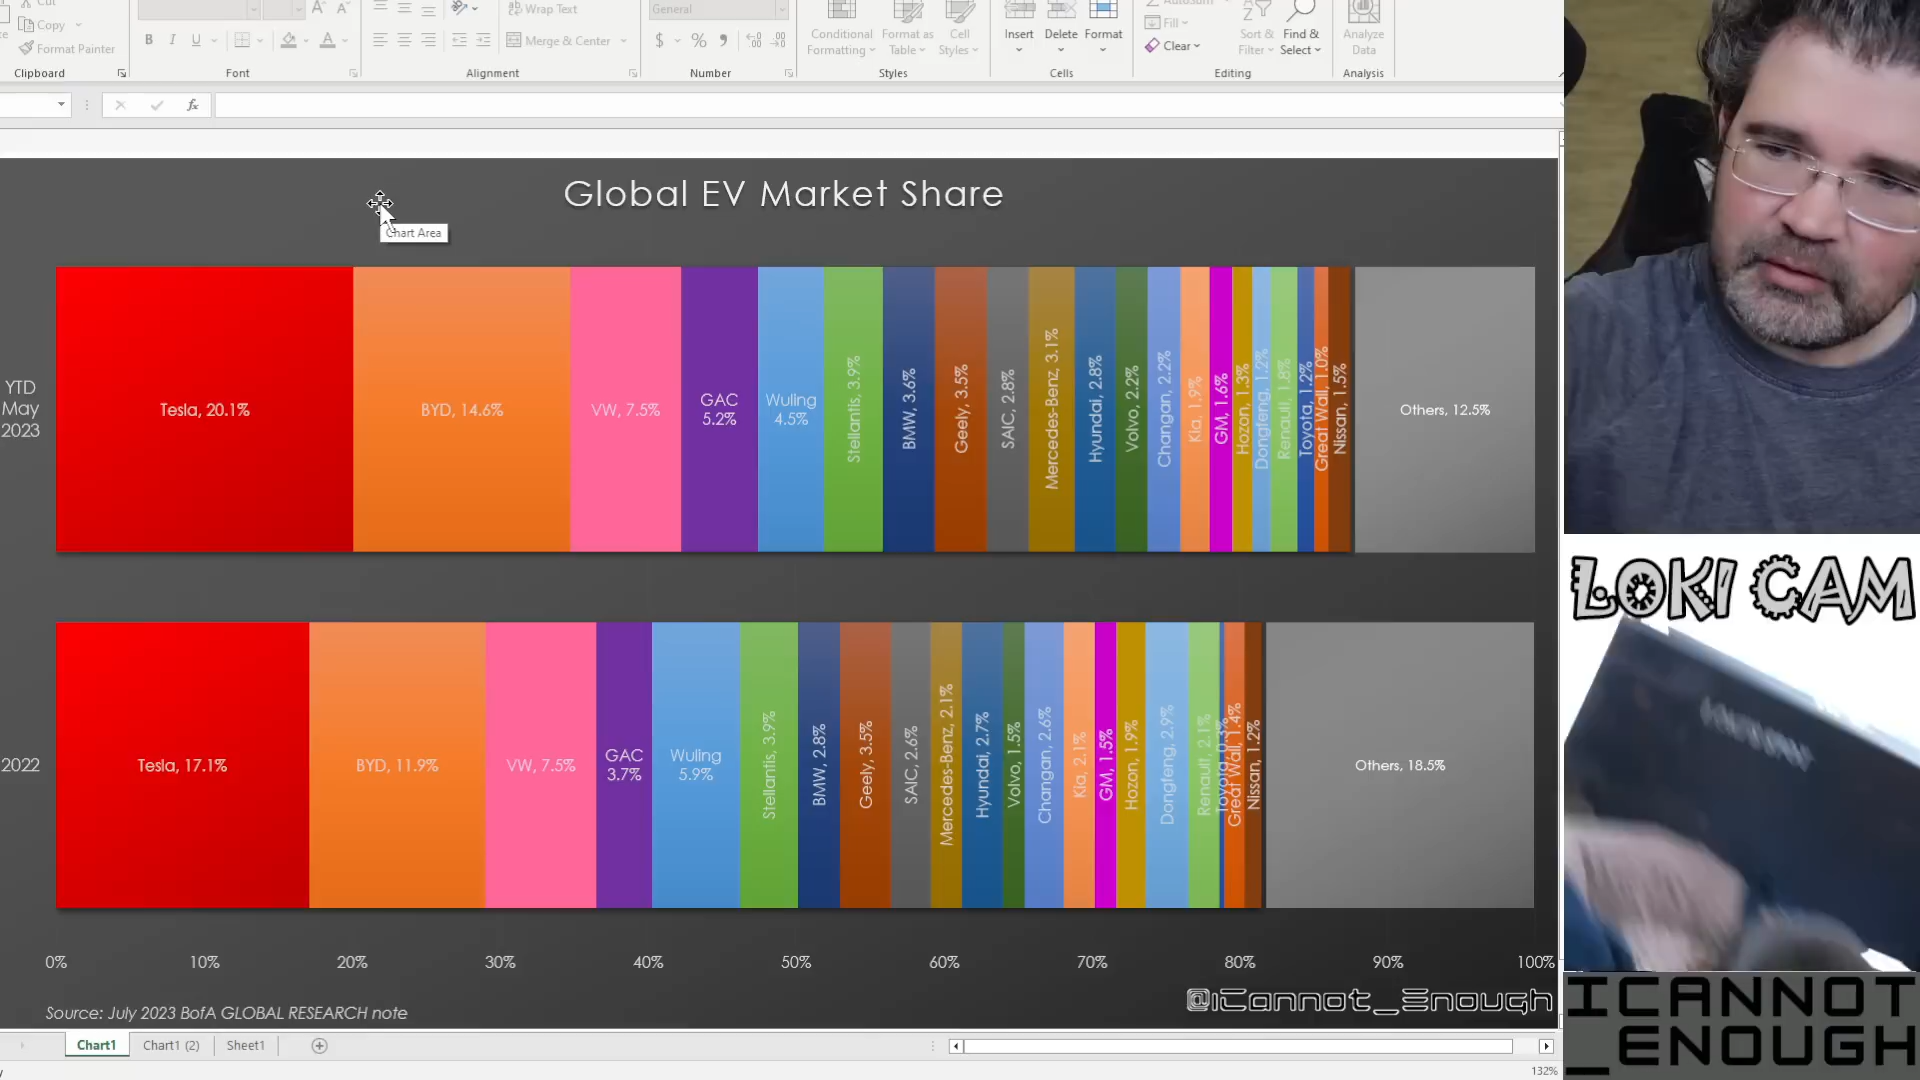 Cut
Copy
Format Painter
Clipboard
B I U
Font
Wrap Text
Merge & Center
Alignment
General
$ % ,
Number
Conditional Formatting
Format as Table
Cell Styles
Styles
Insert
Delete
Format
Cells
AutoSum
Fill
Clear
Sort & Filter
Find & Select
Editing
Analyze Data
Analysis
fx
Global EV Market Share
Chart Area
YTD
May
2023
Tesla, 20.1%
BYD, 14.6%
VW, 7.5%
GAC
5.2%
Wuling
4.5%
Stellantis, 3.9%
BMW, 3.6%
Geely, 3.5%
SAIC, 2.8%
Mercedes-Benz, 3.1%
Hyundai, 2.8%
Volvo, 2.2%
Changan, 2.2%
Kia, 1.9%
GM, 1.6%
Hozon, 1.3%
Dongfeng, 1.2%
Renault, 1.8%
Toyota, 1.2%
Great Wall, 1.0%
Nissan, 1.5%
Others, 12.5%
2022
Tesla, 17.1%
BYD, 11.9%
VW, 7.5%
GAC
3.7%
Wuling
5.9%
Stellantis, 3.9%
BMW, 2.8%
Geely, 3.5%
SAIC, 2.6%
Mercedes-Benz, 2.1%
Hyundai, 2.7%
Volvo, 1.5%
Changan, 2.6%
Kia, 2.1%
GM, 1.5%
Hozon, 1.9%
Dongfeng, 2.9%
Renault, 2.1%
Toyota, 0.3%
Great Wall, 1.4%
Nissan, 1.2%
Others, 18.5%
0% 10% 20% 30% 40% 50% 60% 70% 80% 90% 100%
Source: July 2023 BofA GLOBAL RESEARCH note
@iCannot_Enough
Chart1
Chart1 (2)
Sheet1
132%
LOKI CAM
ICANNOT
_ENOUGH